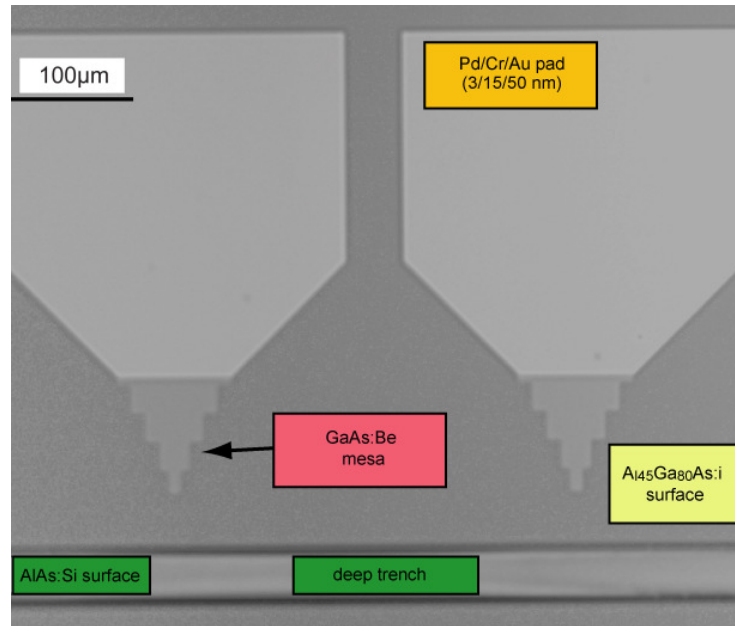 100μm
Pd/Cr/Au pad
(3/15/50 nm)
GaAs:Be
mesa
Al45Ga80As:i
surface
AlAs:Si surface
deep trench